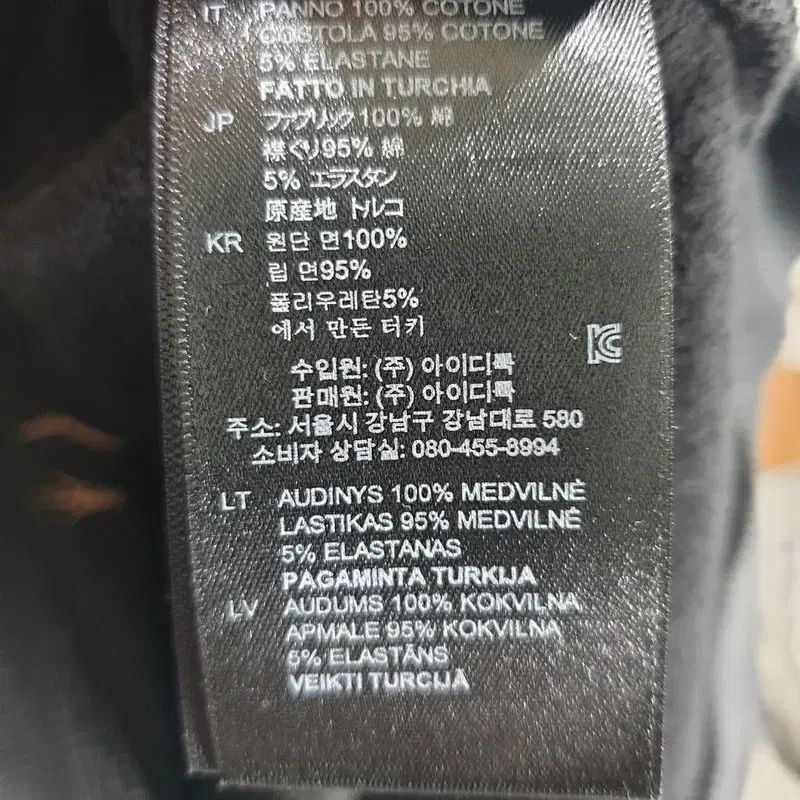 IT PANNO 100% COTONE
COSTOLA 95% COTONE
5% ELASTANE
FATTO IN TURCHIA
JP ファブリック100% 綿
襟ぐり95% 綿
5% エラスタン
原産地 トルコ
KR 원단 면100%
립 면95%
폴리우레탄5%
에서 만든 터키
수입원: (주) 아이디룩
판매원: (주) 아이디룩
주소: 서울시 강남구 강남대로 580
소비자 상담실: 080-455-8994
LT AUDINYS 100% MEDVILNĖ
LASTIKAS 95% MEDVILNĖ
5% ELASTANAS
PAGAMINTA TURKIJA
LV AUDUMS 100% KOKVILNA
APMALE 95% KOKVILNA
5% ELASTĀNS
VEIKTI TURCIJĀ